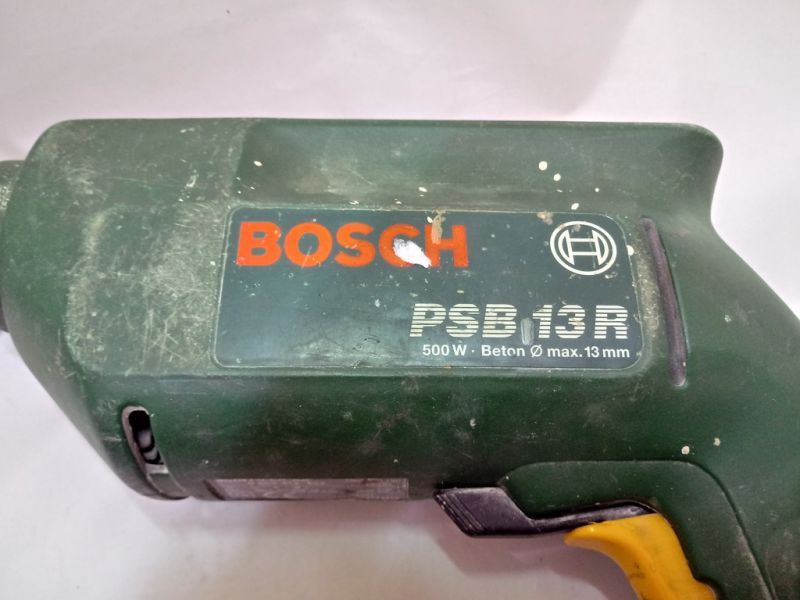 BOSCH
PSB 13 R
500 W · Beton Ø max. 13 mm